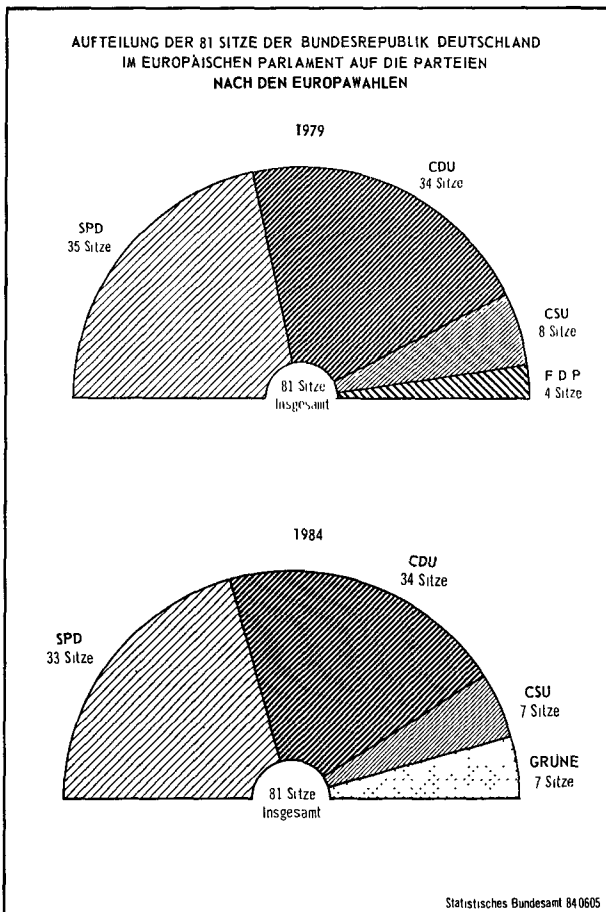 AUFTEILUNG DER 81 SITZE DER BUNDESREPUBLIK DEUTSCHLAND
IM EUROPÄISCHEN PARLAMENT AUF DIE PARTEIEN
NACH DEN EUROPAWAHLEN
1979
CDU
34 Sitze
SPD
35 Sitze
CSU
8 Sitze
FDP
4 Sitze
81 Sitze
Insgesamt
1984
CDU
34 Sitze
SPD
33 Sitze
CSU
7 Sitze
GRÜNE
7 Sitze
81 Sitze
Insgesamt
Statistisches Bundesamt 840605